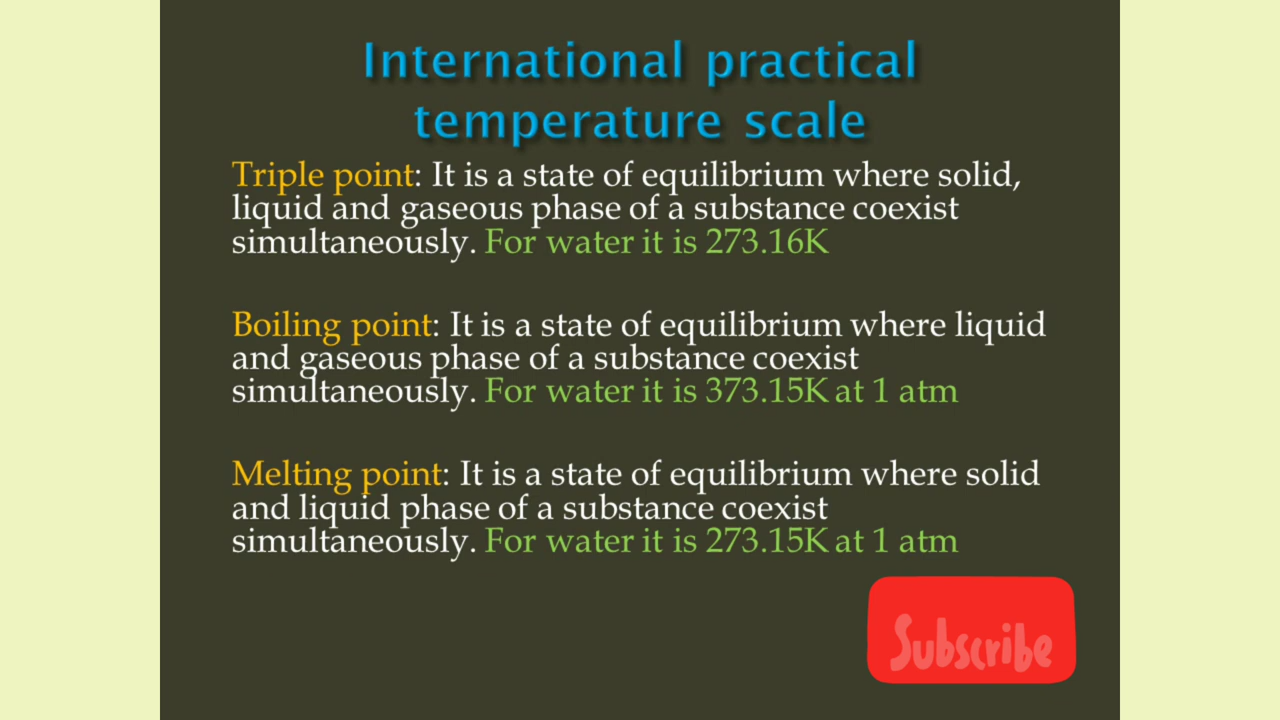 International practical
temperature scale
Triple point: It is a state of equilibrium where solid,
liquid and gaseous phase of a substance coexist
simultaneously. For water it is 273.16K
Boiling point: It is a state of equilibrium where liquid
and gaseous phase of a substance coexist
simultaneously. For water it is 373.15K at 1 atm
Melting point: It is a state of equilibrium where solid
and liquid phase of a substance coexist
simultaneously. For water it is 273.15K at 1 atm
Subscribe